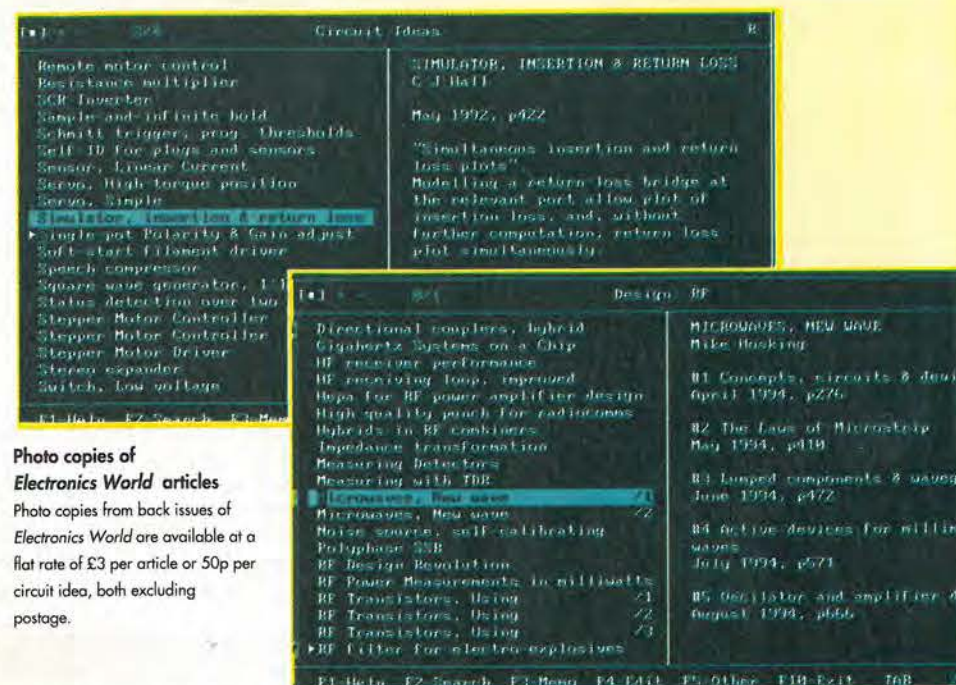 Circuit Ideas
R
Remote motor control
Resistance multiplier
SCR Inverter
Sample-and-infinite hold
Schmitt trigger, prog. Thresholds
Self ID for plugs and sensors
Sensor, Linear Current
Servo, High torque position
Servo, Simple
Simulator, insertion & return loss
Single pot Polarity & Gain adjust
Soft-start filament driver
Speech compressor
Square wave generator,
Status detection over two
Stepper Motor Controller
Stepper Motor Controller
Stepper Motor Driver
Stereo expander
Switch, Low voltage
F1-Help F2-Search F3-Menu
SIMULATOR, INSERTION & RETURN LOSS
C J Hall
May 1992, p422
"Simultaneous insertion and return
loss plots"
Modelling a return loss bridge at
the relevant port allow plot of
insertion loss, and, without
further computation, return loss
plot simultaneously.
Design RF
Directional couplers, hybrid
Gigahertz Systems on a Chip
HF receiver performance
HF receiving loop, improved
for RF power amplifier design
High quality punch for radiocomms
Hybrids in RF combiners
Impedance transformation
Measuring Detectors
Measuring with TDR
Microwaves, New wave /1
Microwaves, New wave /2
Noise source, self-calibrating
Polyphase SSB
RF Design Revolution
RF Power Measurements in milliwatts
RF Transistors, Using /1
RF Transistors, Using /2
RF Transistors, Using /3
RF filter for electro-explosives
F1-Help F2-Search F3-Menu F4-Edit F5-Other F10-Exit TAB
MICROWAVES, NEW WAVE
Mike Hosking
#1 Concepts, circuits & devi
April 1994, p276
#2 The Laws of Microstrip
May 1994, p410
#3 Lumped components & waveg
June 1994, p472
#4 Active devices for millim
waves
July 1994, p571
#5 Oscilator and amplifier d
August 1994, p666
Photo copies of
Electronics World articles
Photo copies from back issues of
Electronics World are available at a
flat rate of £3 per article or 50p per
circuit idea, both excluding
postage.